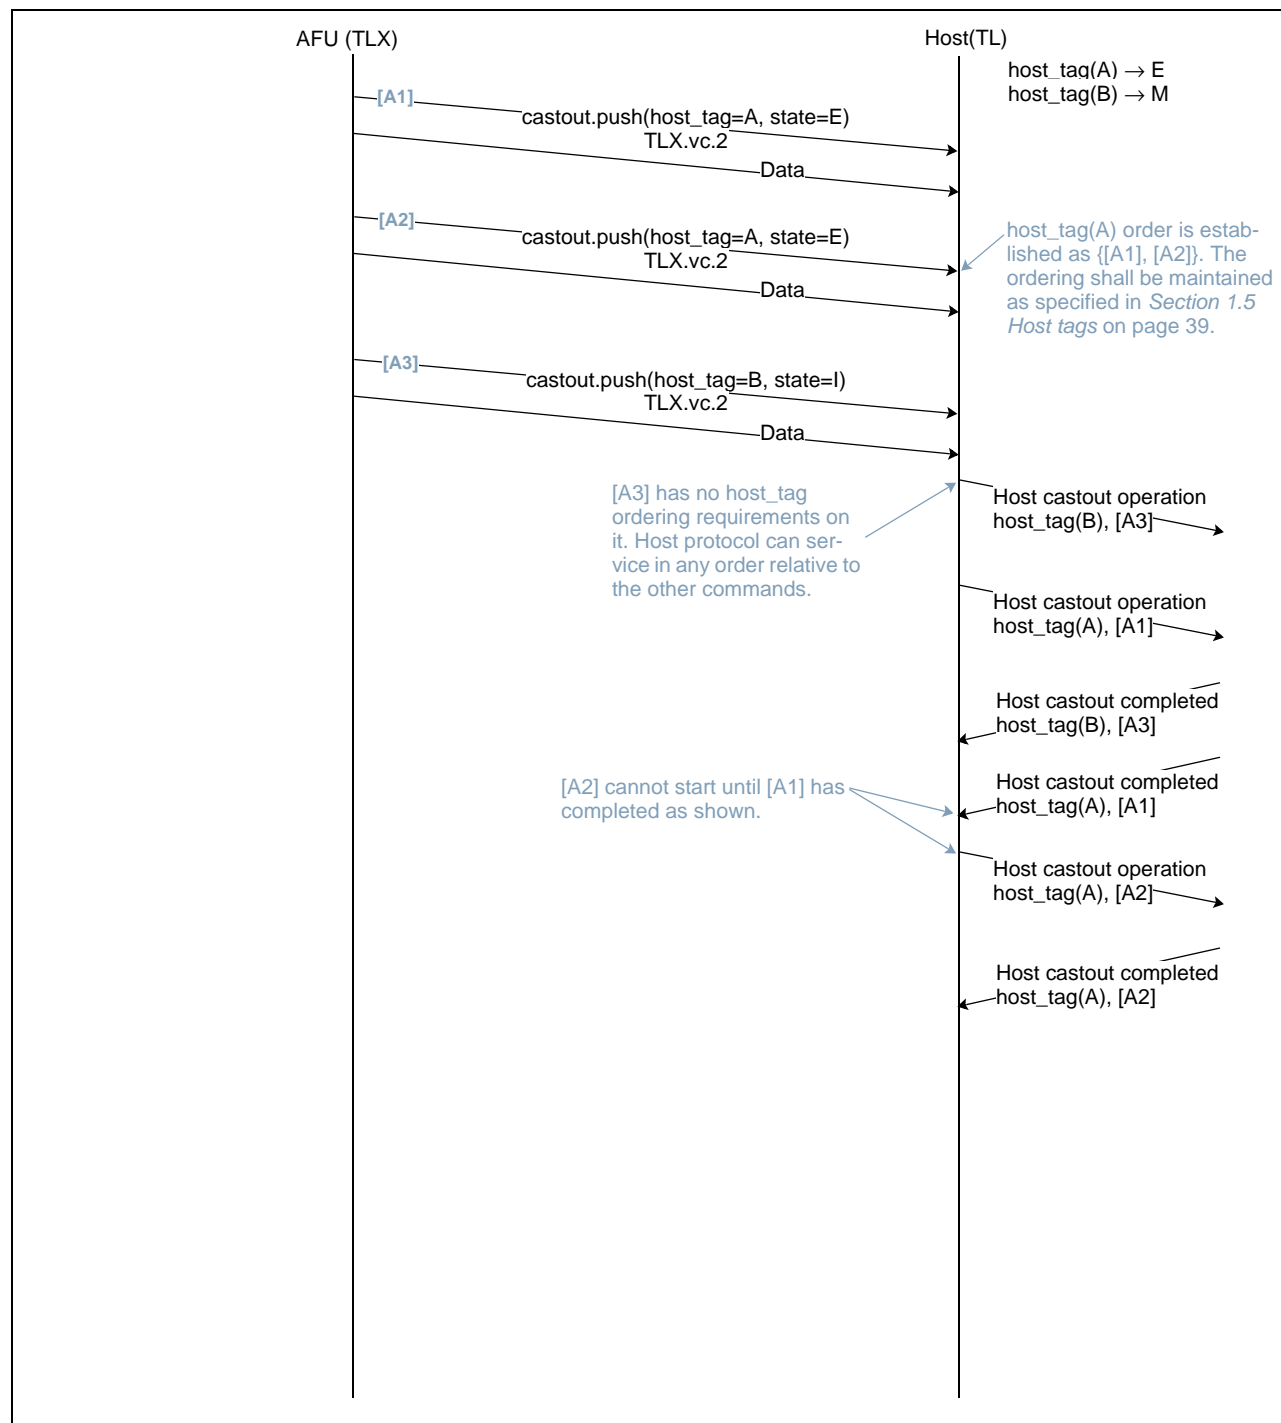 AFU (TLX)
Host(TL)
host_tag(A) → E
host_tag(B) → M
[A1]
castout.push(host_tag=A, state=E)
TLX.vc.2
Data
[A2]
castout.push(host_tag=A, state=E)
TLX.vc.2
Data
host_tag(A) order is estab-
lished as {[A1], [A2]}. The
ordering shall be maintained
as specified in Section 1.5
Host tags on page 39.
[A3]
castout.push(host_tag=B, state=I)
TLX.vc.2
Data
[A3] has no host_tag
ordering requirements on
it. Host protocol can ser-
vice in any order relative to
the other commands.
Host castout operation
host_tag(B), [A3]
Host castout operation
host_tag(A), [A1]
Host castout completed
host_tag(B), [A3]
[A2] cannot start until [A1] has
completed as shown.
Host castout completed
host_tag(A), [A1]
Host castout operation
host_tag(A), [A2]
Host castout completed
host_tag(A), [A2]